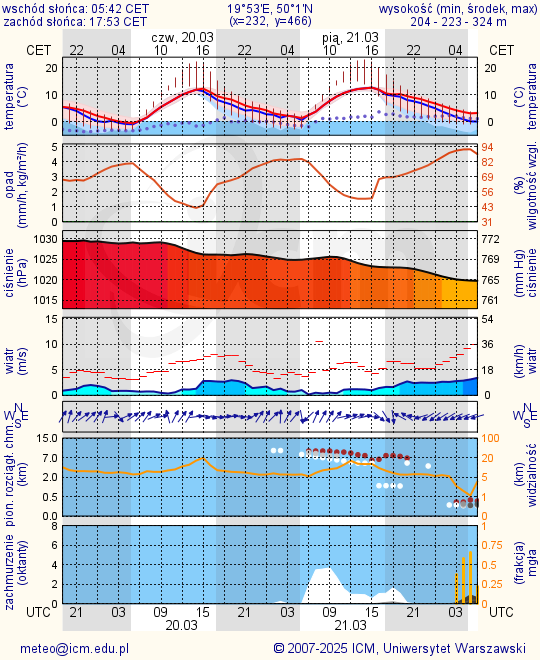 wschód słońca: 05:42 CET 19°53'E, 50°1'N wysokość (min, środek, max)
zachód słońca: 17:53 CET (x=232, y=466) 204 - 223 - 324 m
czw, 20.03 pią, 21.03
CET 22 04 10 16 22 04 10 16 22 04 CET
temperatura (°C) 20 10 0 20 10 0 (°C) temperatura
opad (mm/h, kg/m²/h) 5 4 3 2 1 0 94 82 69 56 43 31 (%) wilgotność wzgl.
ciśnienie (hPa) 1030 1025 1020 1015 772 769 765 761 (mm Hg) ciśnienie
wiatr (m/s) 15 10 5 0 54 36 18 0 (km/h) wiatr
N W E S N W E S
pion. rozciągł. chm. (km) 15.0 7.0 2.0 0.5 0.0 100 20 5 1 0 (km) widzialność
zachmurzenie (oktanty) 8 6 4 2 0 1 0.75 0.5 0.25 0 (frakcja) mgła
UTC 21 03 09 15 21 03 09 15 21 03 UTC
20.03 21.03
meteo@icm.edu.pl © 2007-2025 ICM, Uniwersytet Warszawski